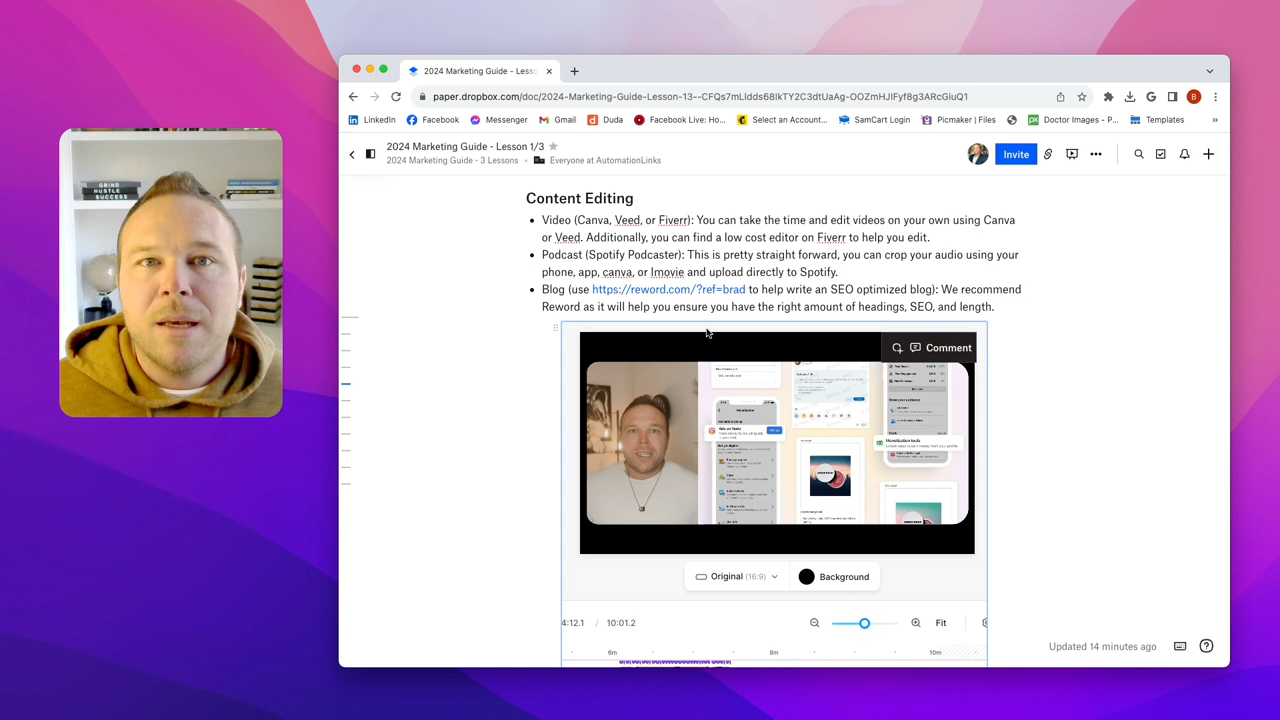 GRIND
HUSTLE
SUCCESS
2024 Marketing Guide - Lesso
paper.dropbox.com/doc/2024-Marketing-Guide-Lesson-13--CFQs7mLldds68lkTY2C3dtUaAg-OOZmHJlFyf8g3ARcGiuQ1
B
LinkedIn Facebook Messenger Gmail Duda Facebook Live: Ho... Select an Account... SamCart Login Picmaker | Files Doctor Images - P... Templates
2024 Marketing Guide - Lesson 1/3
2024 Marketing Guide - 3 Lessons • Everyone at AutomationLinks
Invite
Content Editing
• Video (Canva, Veed, or Fiverr): You can take the time and edit videos on your own using Canva
or Veed. Additionally, you can find a low cost editor on Fiverr to help you edit.
• Podcast (Spotify Podcaster): This is pretty straight forward, you can crop your audio using your
phone, app, canva, or Imovie and upload directly to Spotify.
• Blog (use https://reword.com/?ref=brad to help write an SEO optimized blog): We recommend
Reword as it will help you ensure you have the right amount of headings, SEO, and length.
Comment
Monetization
Monetization tools
Original (16:9) Background
4:12.1 / 10:01.2 Fit
6m 8m 10m
Updated 14 minutes ago